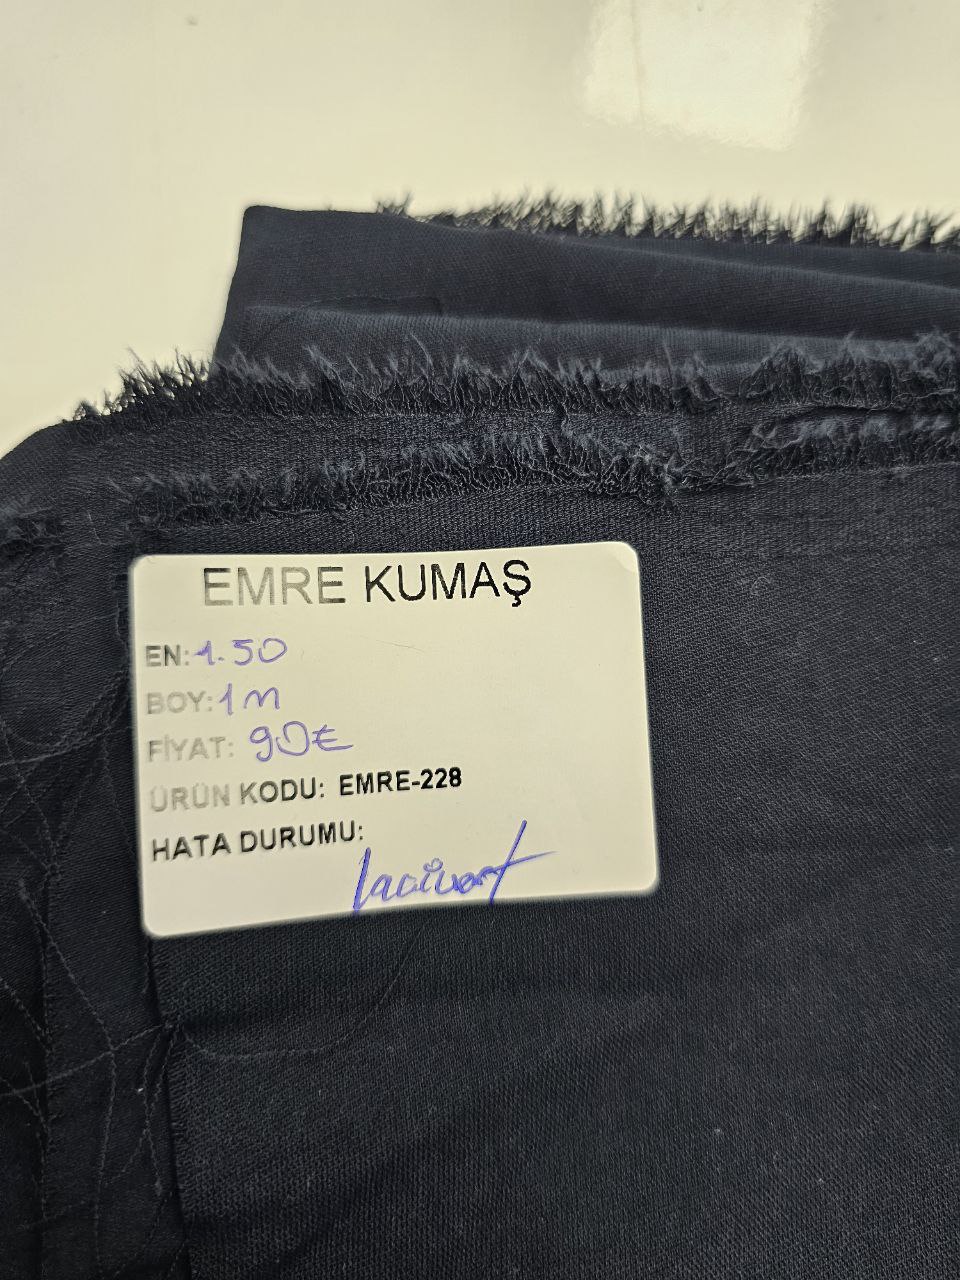 EMRE KUMAŞ
EN: 1.50
BOY: 1m
FİYAT: 90₺
ÜRÜN KODU: EMRE-228
HATA DURUMU:
lacivert